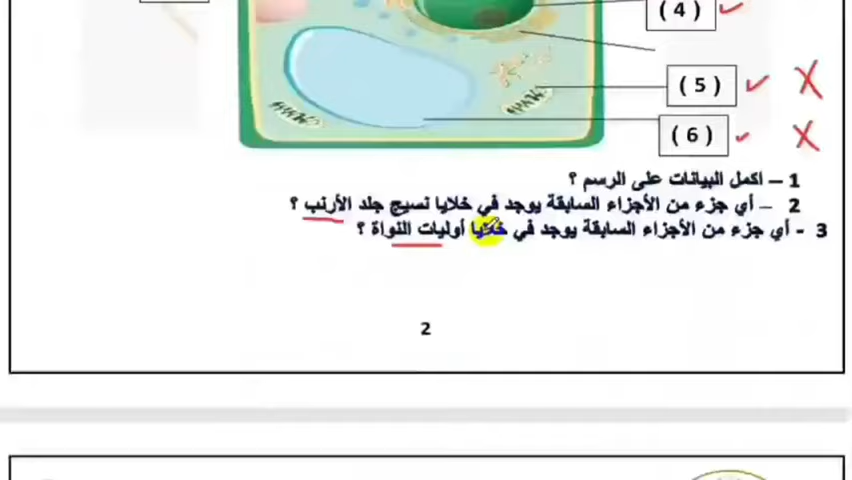 ( 4 )
( 5 )
( 6 )
1 – اكمل البيانات على الرسم ؟
2 – أي جزء من الأجزاء السابقة يوجد في خلايا نسيج جلد الأرنب ؟
3 - أي جزء من الأجزاء السابقة يوجد في خلايا أوليات النواة ؟
2